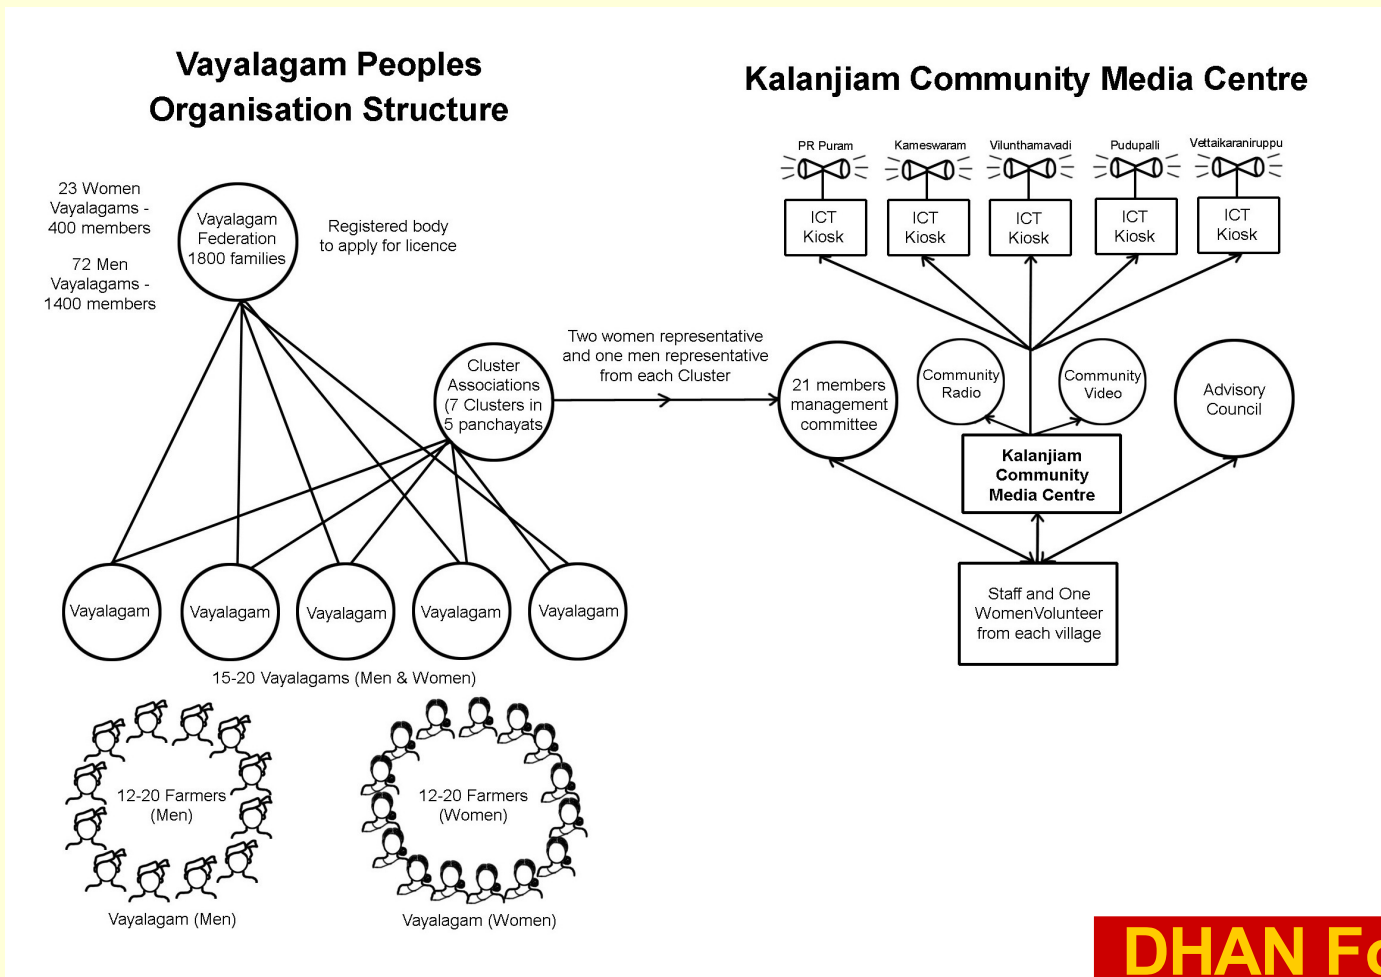 Vayalagam Peoples
Organisation Structure
23 Women
Vayalagams -
400 members
72 Men
Vayalagams -
1400 members
Vayalagam
Federation
1800 families
Registered body
to apply for licence
Cluster
Associations
(7 Clusters in
5 panchayats
Two women representative
and one men representative
from each Cluster
Vayalagam
Vayalagam
Vayalagam
Vayalagam
Vayalagam
15-20 Vayalagams (Men & Women)
12-20 Farmers
(Men)
Vayalagam (Men)
12-20 Farmers
(Women)
Vayalagam (Women)
Kalanjiam Community Media Centre
PR Puram
Kameswaram
Vilunthamavadi
Pudupalli
Vettaikaraniruppu
ICT
Kiosk
ICT
Kiosk
ICT
Kiosk
ICT
Kiosk
ICT
Kiosk
21 members
management
committee
Community
Radio
Community
Video
Advisory
Council
Kalanjiam
Community
Media Centre
Staff and One
WomenVolunteer
from each village
DHAN Fo